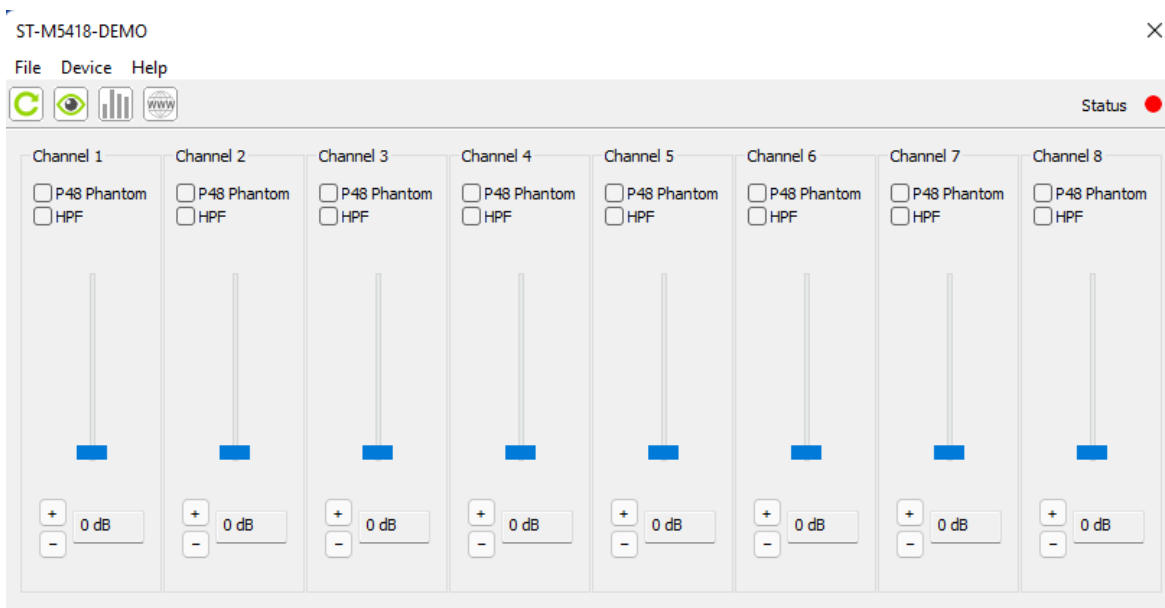 ST-M5418-DEMO
File Device Help
www Status
Channel 1 Channel 2 Channel 3 Channel 4 Channel 5 Channel 6 Channel 7 Channel 8
P48 Phantom P48 Phantom P48 Phantom P48 Phantom P48 Phantom P48 Phantom P48 Phantom P48 Phantom
HPF HPF HPF HPF HPF HPF HPF HPF
+ + + + + + + +
0 dB 0 dB 0 dB 0 dB 0 dB 0 dB 0 dB 0 dB
- - - - - - - -